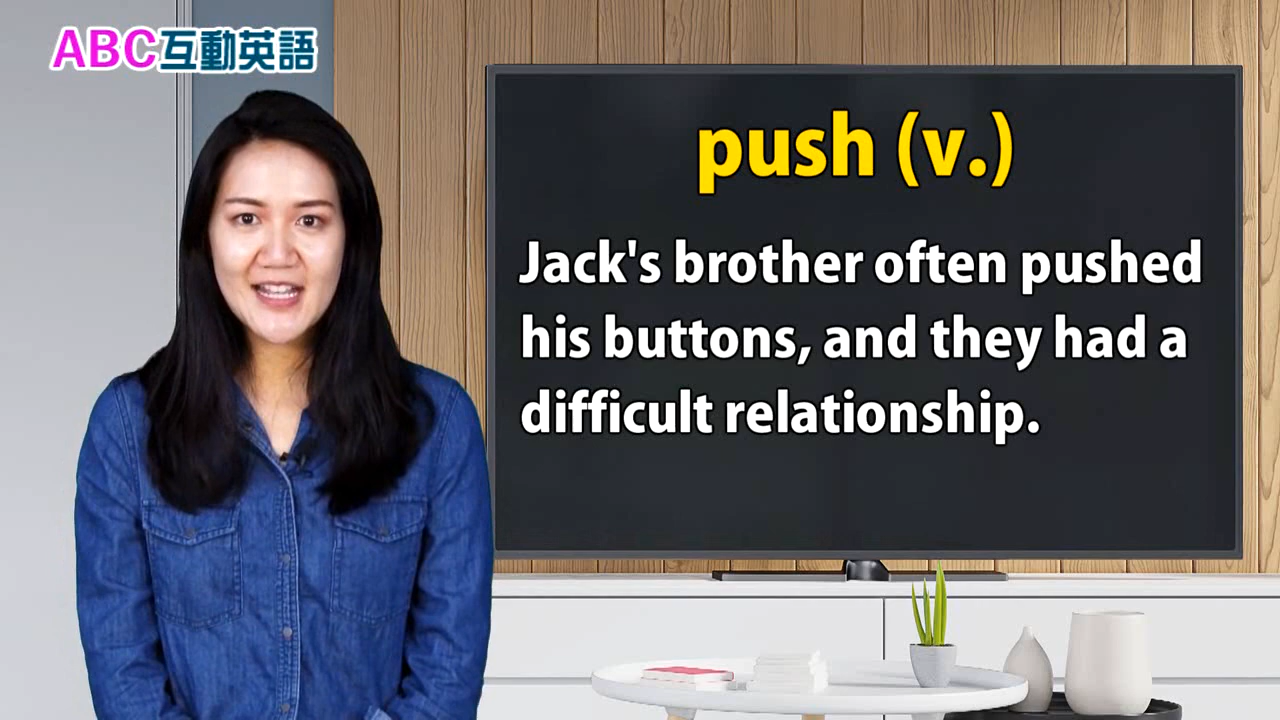 ABC互動英語
push (v.)
Jack's brother often pushed
his buttons, and they had a
difficult relationship.